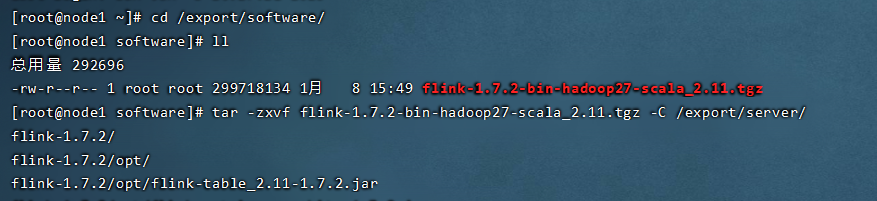 [root@node1 ~]# cd /export/software/
[root@node1 software]# ll
总用量 292696
-rw-r--r-- 1 root root 299718134 1月   8 15:49 flink-1.7.2-bin-hadoop27-scala_2.11.tgz
[root@node1 software]# tar -zxvf flink-1.7.2-bin-hadoop27-scala_2.11.tgz -C /export/server/
flink-1.7.2/
flink-1.7.2/opt/
flink-1.7.2/opt/flink-table_2.11-1.7.2.jar